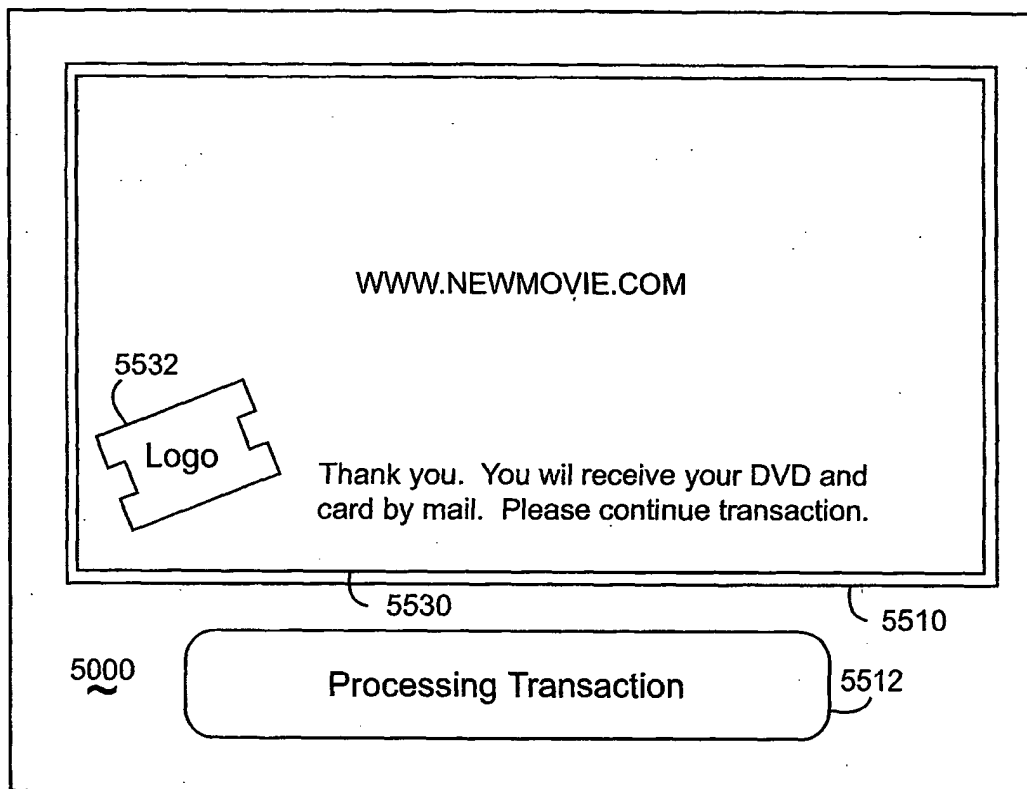 WWW.NEWMOVIE.COM
5532
Logo
Thank you. You wil receive your DVD and
card by mail. Please continue transaction.
5530
5510
5000
Processing Transaction
5512